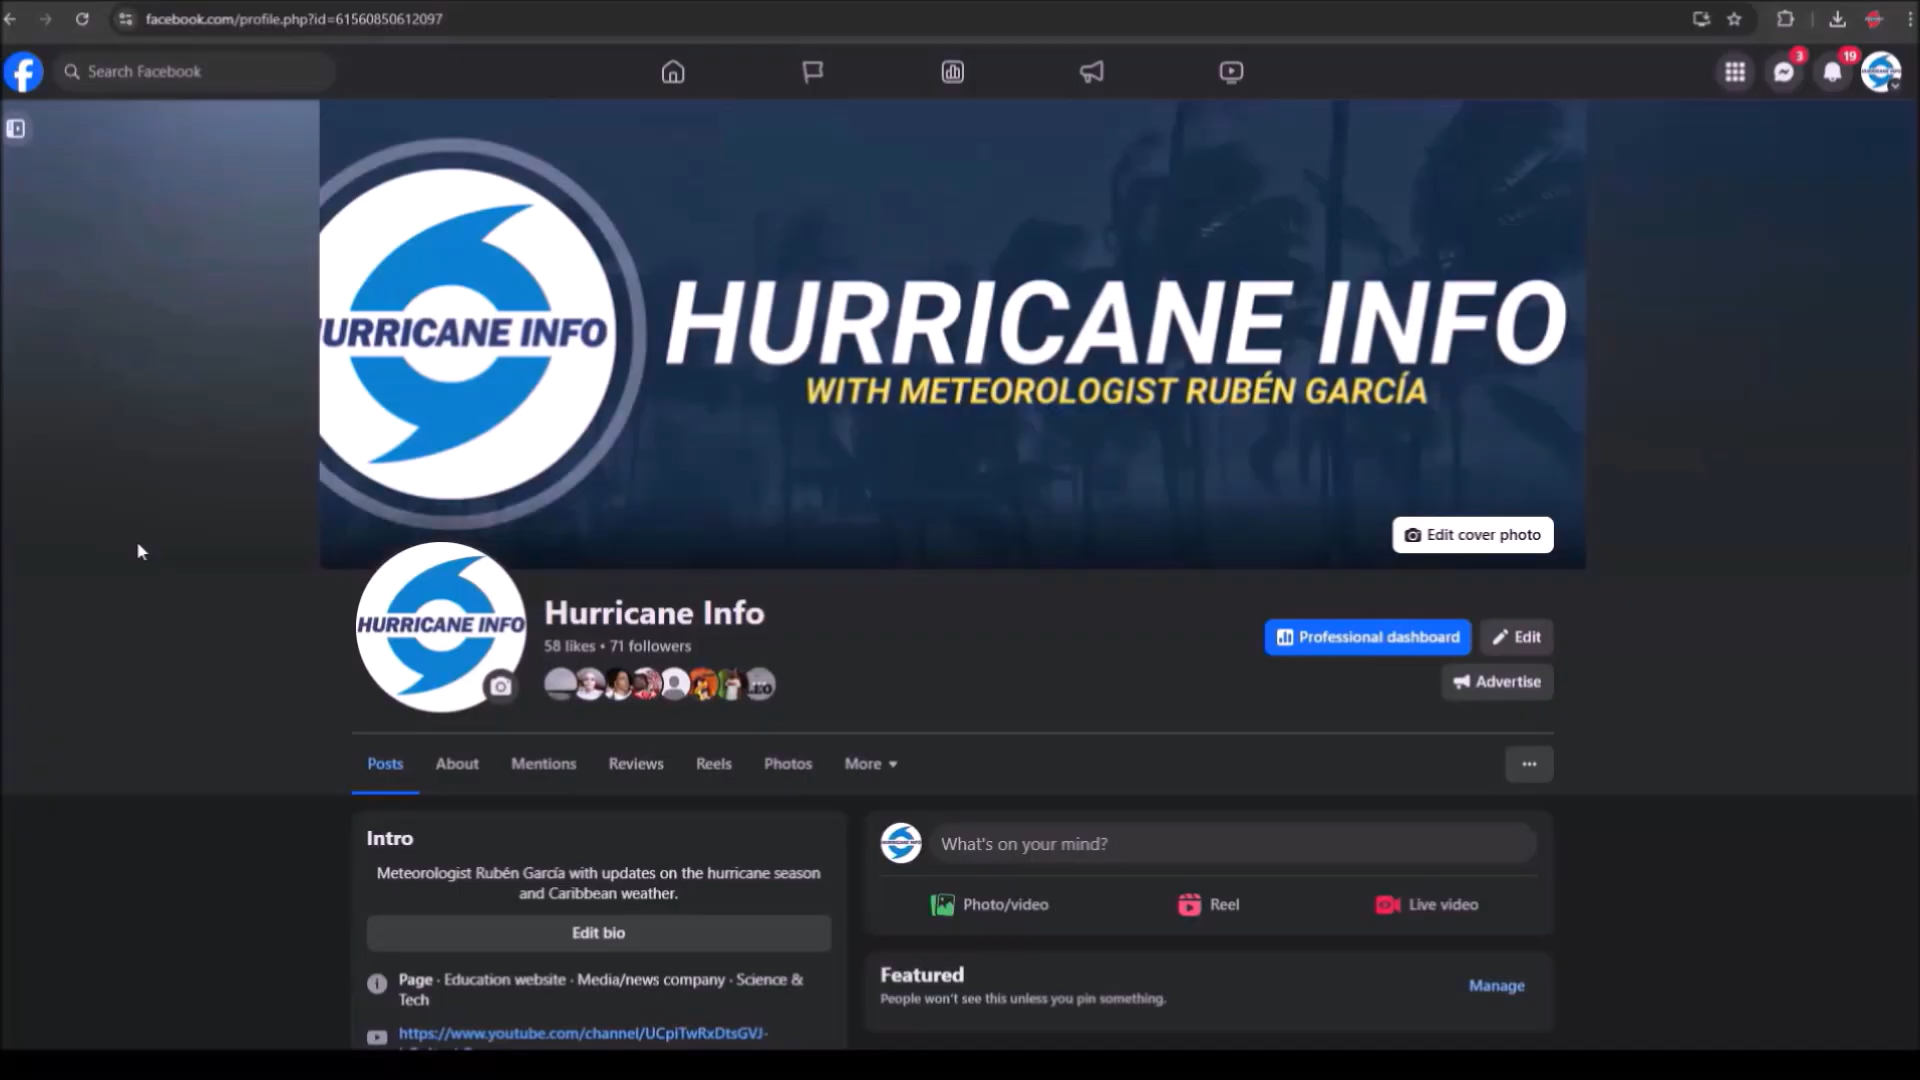 facebook.com/profile.php?id=61560850612097
Search Facebook
3
19
URRICANE INFO
HURRICANE INFO
WITH METEOROLOGIST RUBÉN GARCÍA
Edit cover photo
HURRICANE INFO
Hurricane Info
58 likes • 71 followers
Professional dashboard
Edit
Advertise
Posts
About
Mentions
Reviews
Reels
Photos
More
Intro
Meteorologist Rubén García with updates on the hurricane season
and Caribbean weather.
Edit bio
Page · Education website · Media/news company · Science &
Tech
https://www.youtube.com/channel/UCpITwRxDtsGVJ-
What's on your mind?
Photo/video
Reel
Live video
Featured
People won't see this unless you pin something.
Manage